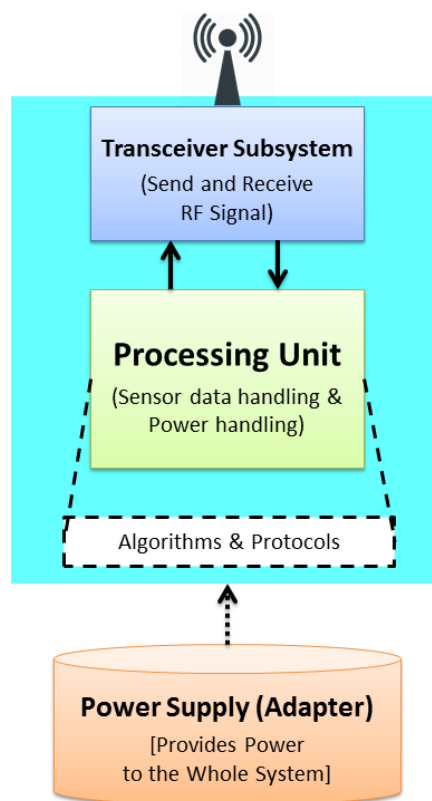 Transceiver Subsystem
(Send and Receive
RF Signal)
Processing Unit
(Sensor data handling &
Power handling)
Algorithms & Protocols
Power Supply (Adapter)
[Provides Power
to the Whole System]